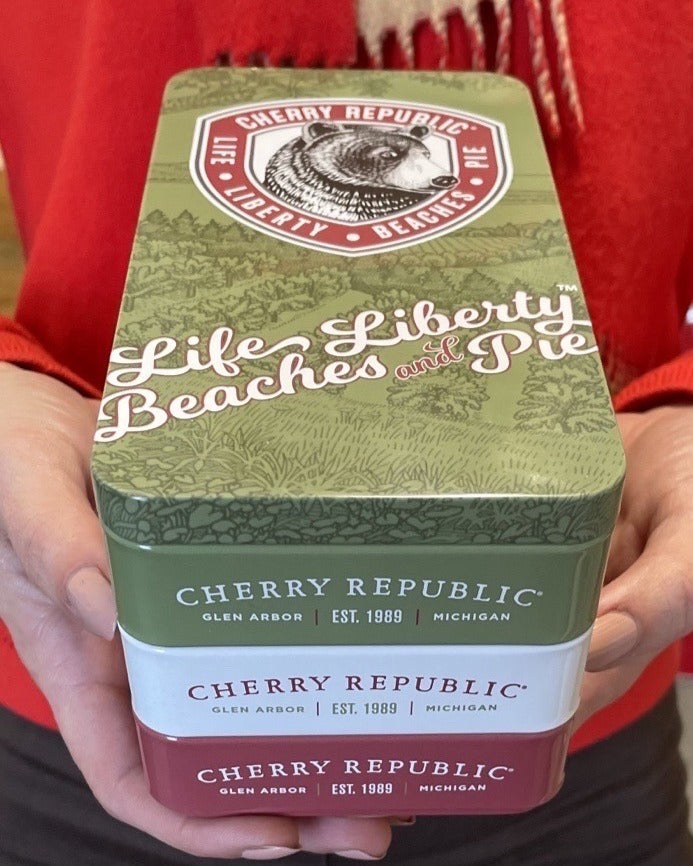 CHERRY REPUBLIC®
LIFE • LIBERTY • BEACHES • PIE
Life, Liberty™
Beaches and Pie
CHERRY REPUBLIC®
GLEN ARBOR | EST. 1989 | MICHIGAN
CHERRY REPUBLIC®
GLEN ARBOR | EST. 1989 | MICHIGAN
CHERRY REPUBLIC®
GLEN ARBOR | EST. 1989 | MICHIGAN